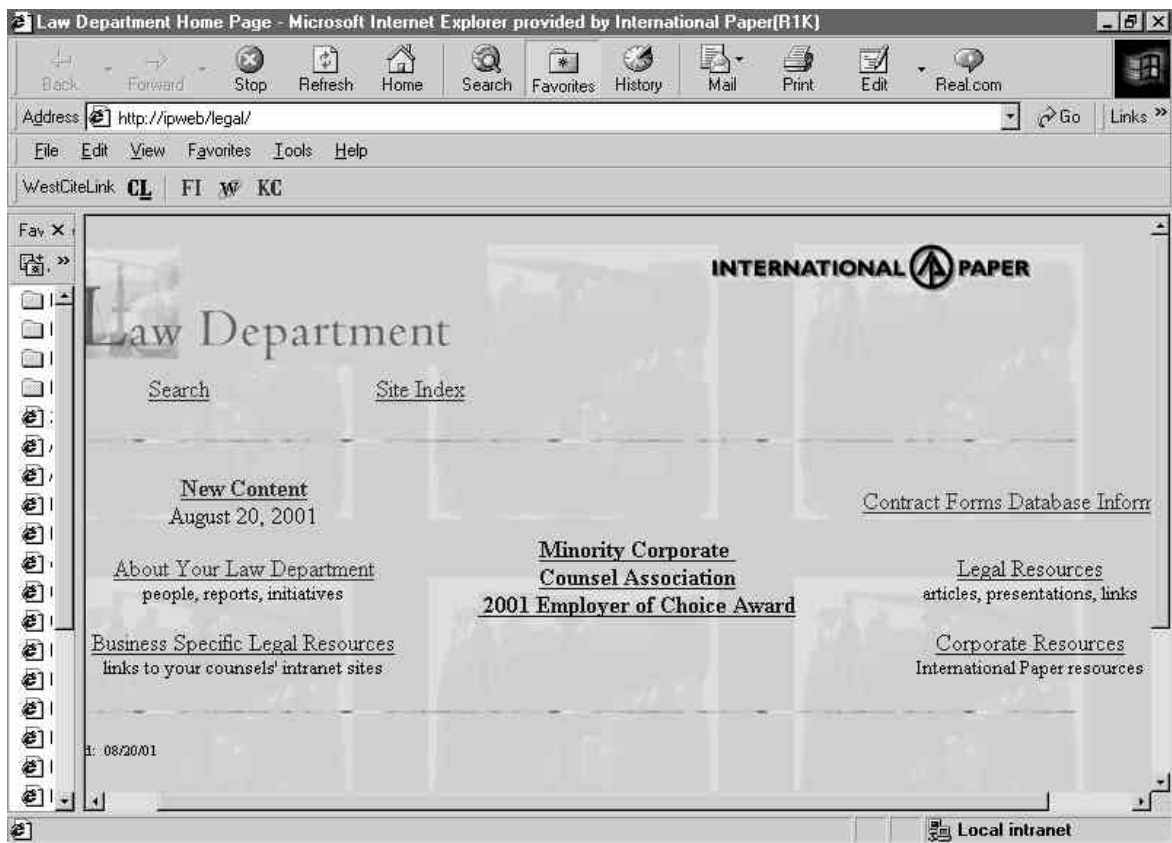 Law Department Home Page - Microsoft Internet Explorer provided by International Paper(R1K)
Back Forward Stop Refresh Home Search Favorites History Mail Print Edit Real.com
Address http://ipweb/legal/ Go Links »
File Edit View Favorites Tools Help
WestCiteLink CL FI W KC
Fav ×
INTERNATIONAL PAPER
Law Department
Search Site Index
New Content
August 20, 2001
Contract Forms Database Inform
Minority Corporate
Counsel Association
2001 Employer of Choice Award
About Your Law Department
people, reports, initiatives
Legal Resources
articles, presentations, links
Business Specific Legal Resources
links to your counsels' intranet sites
Corporate Resources
International Paper resources
d: 08/20/01
Local intranet